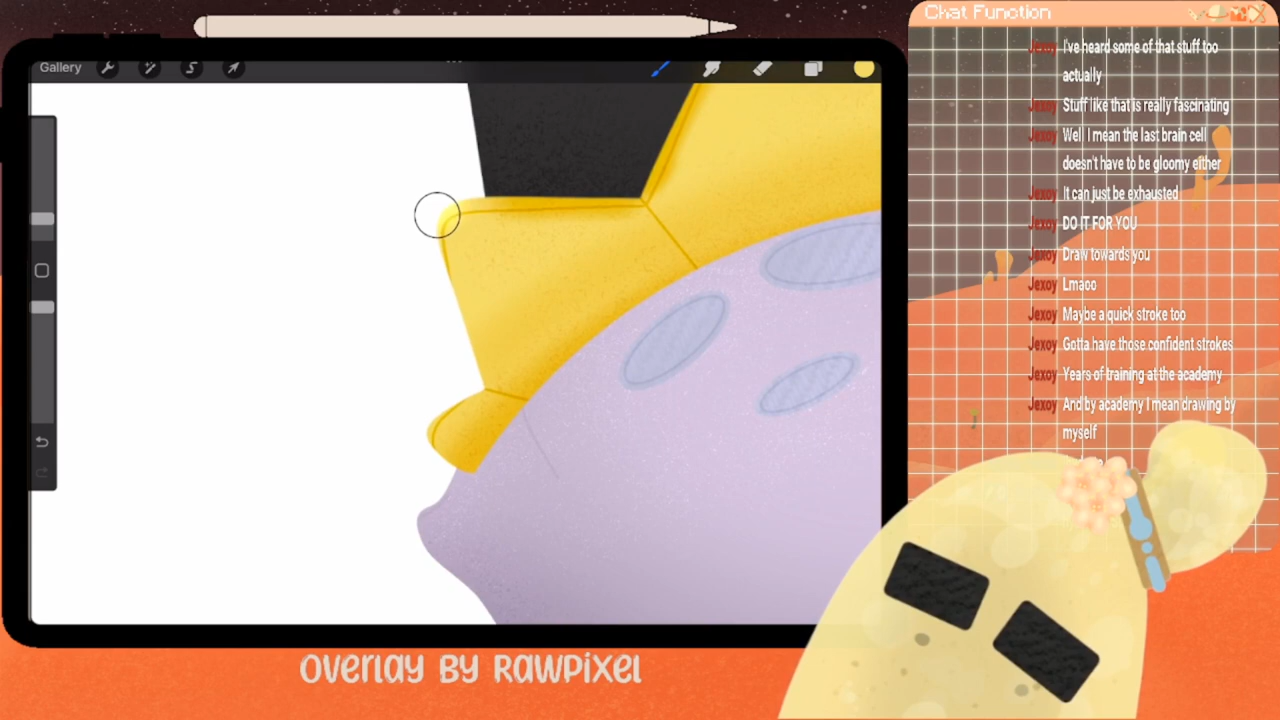 Chat Function
Gallery
Jexoy I've heard some of that stuff too
actually
Jexoy Stuff like that is really fascinating
Jexoy Well I mean the last brain cell
doesn't have to be gloomy either
Jexoy It can just be exhausted
Jexoy DO IT FOR YOU
Jexoy Draw towards you
Jexoy Lmaoo
Jexoy Maybe a quick stroke too
Jexoy Gotta have those confident strokes
Jexoy Years of training at the academy
Jexoy And by academy I mean drawing by
myself
Overlay by Rawpixel